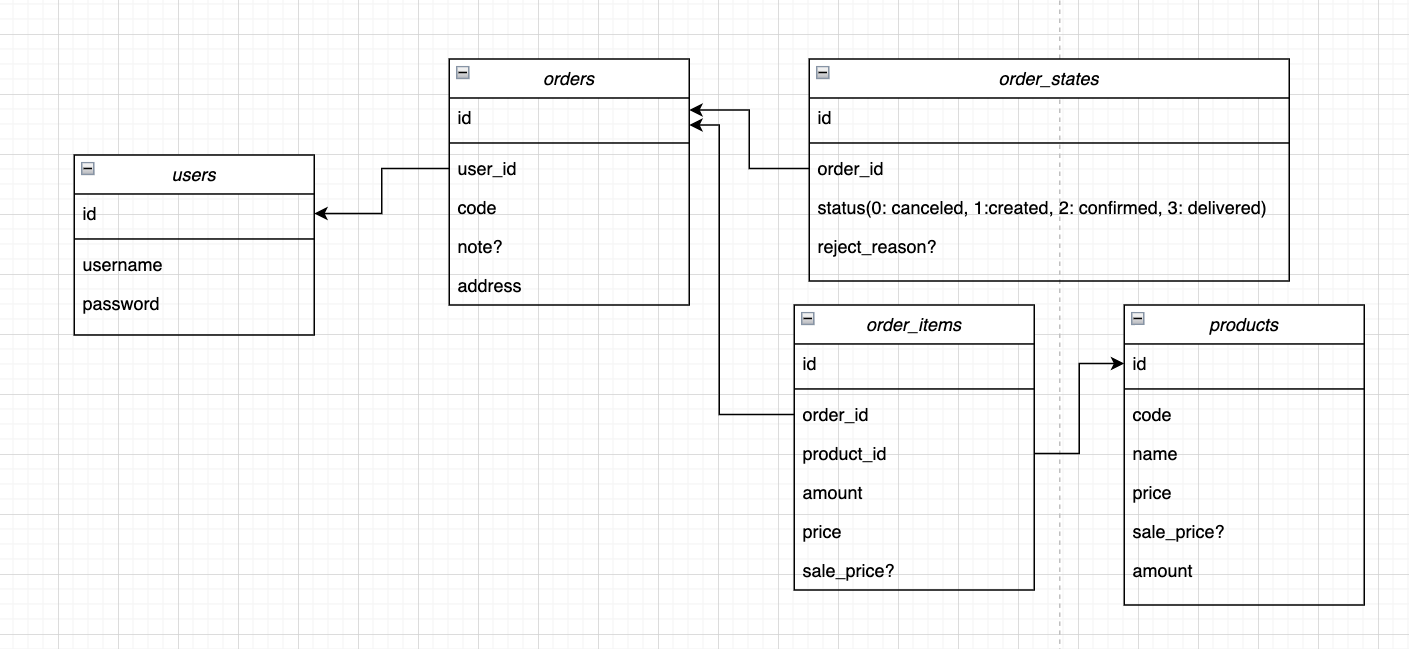 users
id
username
password
orders
id
user_id
code
note?
address
order_states
id
order_id
status(0: canceled, 1:created, 2: confirmed, 3: delivered)
reject_reason?
order_items
id
order_id
product_id
amount
price
sale_price?
products
id
code
name
price
sale_price?
amount